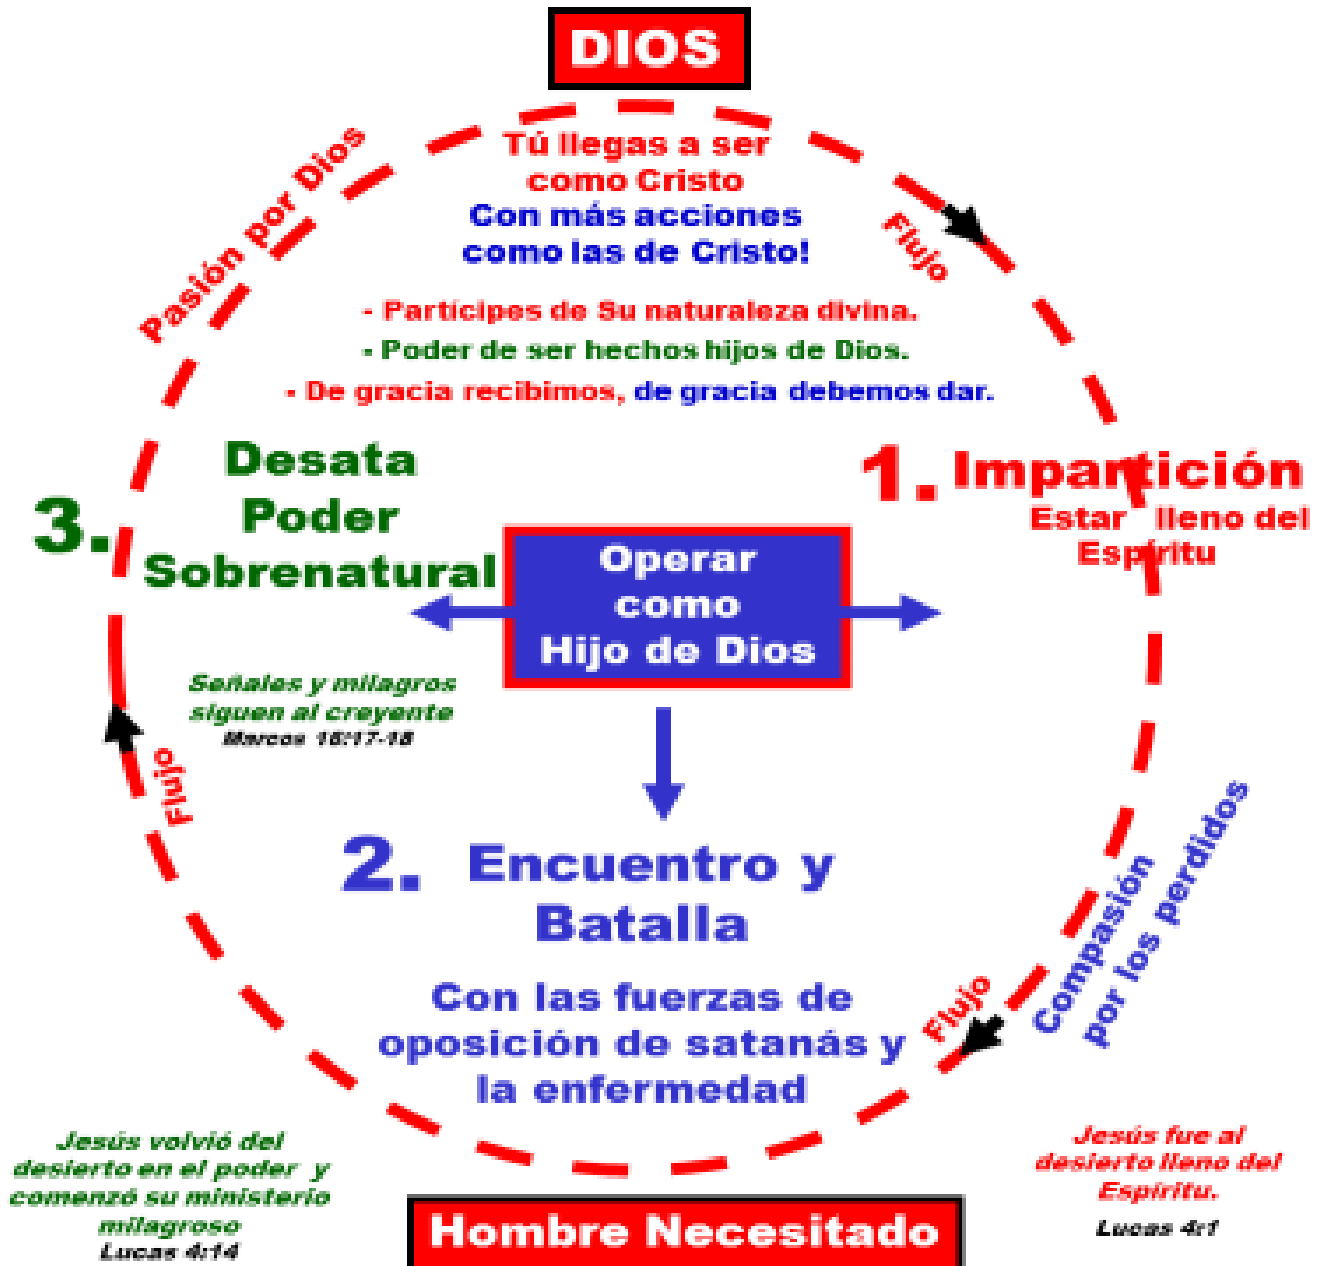 DIOS
Tú llegas a ser
como Cristo
Con más acciones
como las de Cristo!
Pasión por Dios
Flujo
- Partícipes de Su naturaleza divina.
- Poder de ser hechos hijos de Dios.
- De gracia recibimos, de gracia debemos dar.
1. Impartición
Estar lleno del
Espíritu
3. Desata
Poder
Sobrenatural
Operar
como
Hijo de Dios
Señales y milagros
siguen al creyente
Marcos 16:17-18
Flujo
2. Encuentro y
Batalla
Con las fuerzas de
oposición de satanás y
la enfermedad
Compasión
por los perdidos
Flujo
Jesús volvió del
desierto en el poder y
comenzó su ministerio
milagroso
Lucas 4:14
Jesús fue al
desierto lleno del
Espíritu.
Lucas 4:1
Hombre Necesitado